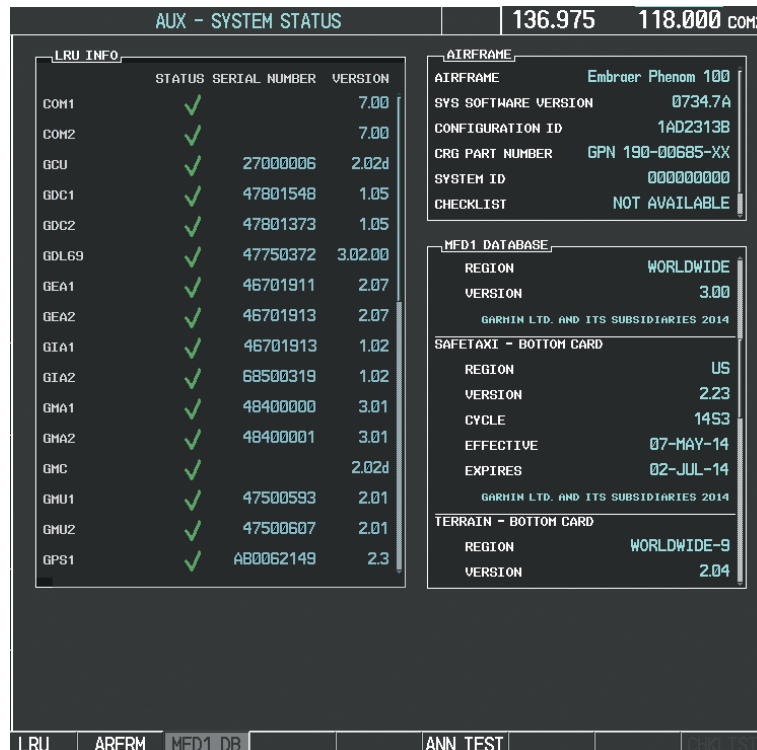 AUX - SYSTEM STATUS
136.975 118.000 COM
LRU INFO
STATUS SERIAL NUMBER VERSION
COM1 7.00
COM2 7.00
GCU 27000006 2.02d
GDC1 47801548 1.05
GDC2 47801373 1.05
GDL69 47750372 3.02.00
GEA1 46701911 2.07
GEA2 46701913 2.07
GIA1 46701913 1.02
GIA2 68500319 1.02
GMA1 48400000 3.01
GMA2 48400001 3.01
GMC 2.02d
GMU1 47500593 2.01
GMU2 47500607 2.01
GPS1 AB0062149 2.3
AIRFRAME
AIRFRAME Embraer Phenom 100
SYS SOFTWARE VERSION 0734.7A
CONFIGURATION ID 1AD2313B
CRG PART NUMBER GPN 190-00685-XX
SYSTEM ID 000000000
CHECKLIST NOT AVAILABLE
MFD1 DATABASE
REGION WORLDWIDE
VERSION 3.00
GARMIN LTD. AND ITS SUBSIDIARIES 2014
SAFETAXI - BOTTOM CARD
REGION US
VERSION 2.23
CYCLE 14S3
EFFECTIVE 07-MAY-14
EXPIRES 02-JUL-14
GARMIN LTD. AND ITS SUBSIDIARIES 2014
TERRAIN - BOTTOM CARD
REGION WORLDWIDE-9
VERSION 2.04
LRU ARFRM MFD1 DB ANN TEST CHKLIST